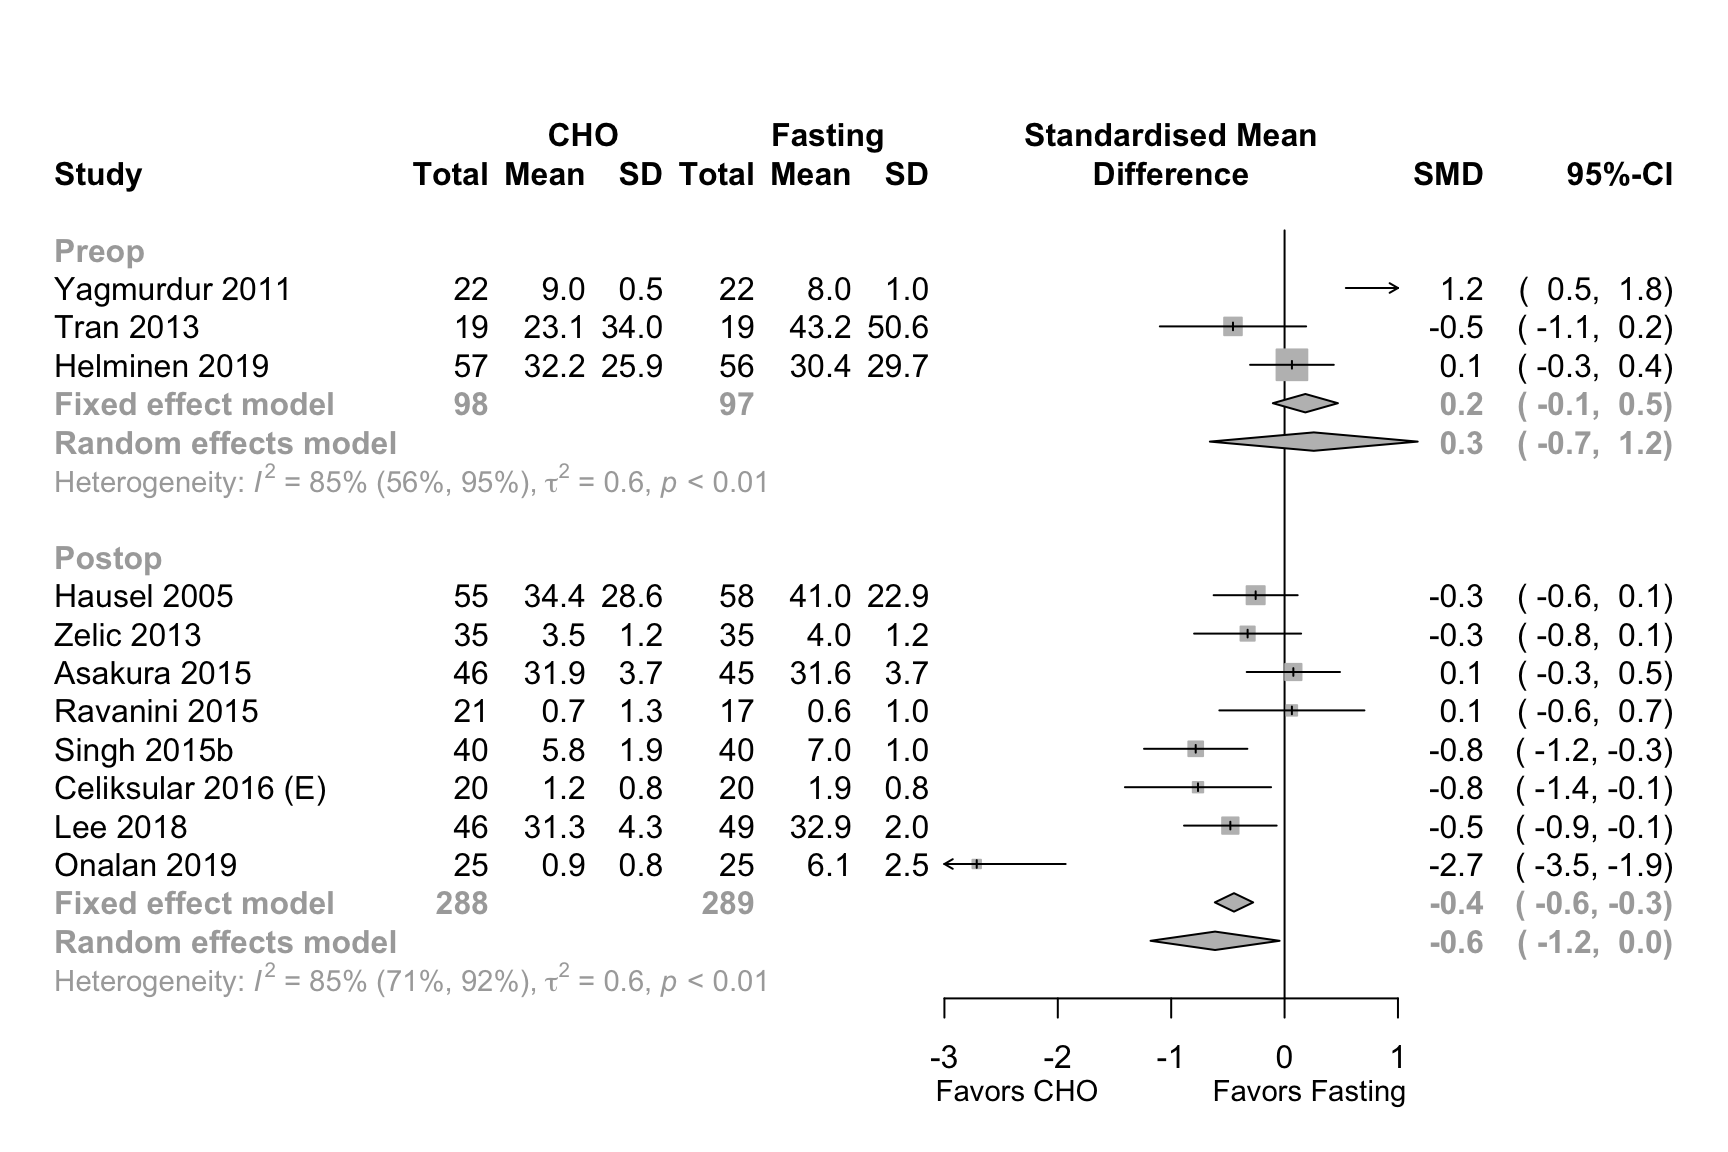 CHO Fasting Standardised Mean
Study Total Mean SD Total Mean SD Difference SMD 95%-CI
Preop
Yagmurdur 2011 22 9.0 0.5 22 8.0 1.0 1.2 ( 0.5, 1.8)
Tran 2013 19 23.1 34.0 19 43.2 50.6 -0.5 ( -1.1, 0.2)
Helminen 2019 57 32.2 25.9 56 30.4 29.7 0.1 ( -0.3, 0.4)
Fixed effect model 98 97 0.2 ( -0.1, 0.5)
Random effects model 0.3 ( -0.7, 1.2)
Heterogeneity: I² = 85% (56%, 95%), τ² = 0.6, p < 0.01
Postop
Hausel 2005 55 34.4 28.6 58 41.0 22.9 -0.3 ( -0.6, 0.1)
Zelic 2013 35 3.5 1.2 35 4.0 1.2 -0.3 ( -0.8, 0.1)
Asakura 2015 46 31.9 3.7 45 31.6 3.7 0.1 ( -0.3, 0.5)
Ravanini 2015 21 0.7 1.3 17 0.6 1.0 0.1 ( -0.6, 0.7)
Singh 2015b 40 5.8 1.9 40 7.0 1.0 -0.8 ( -1.2, -0.3)
Celiksular 2016 (E) 20 1.2 0.8 20 1.9 0.8 -0.8 ( -1.4, -0.1)
Lee 2018 46 31.3 4.3 49 32.9 2.0 -0.5 ( -0.9, -0.1)
Onalan 2019 25 0.9 0.8 25 6.1 2.5 -2.7 ( -3.5, -1.9)
Fixed effect model 288 289 -0.4 ( -0.6, -0.3)
Random effects model -0.6 ( -1.2, 0.0)
Heterogeneity: I² = 85% (71%, 92%), τ² = 0.6, p < 0.01
-3 -2 -1 0 1
Favors CHO Favors Fasting